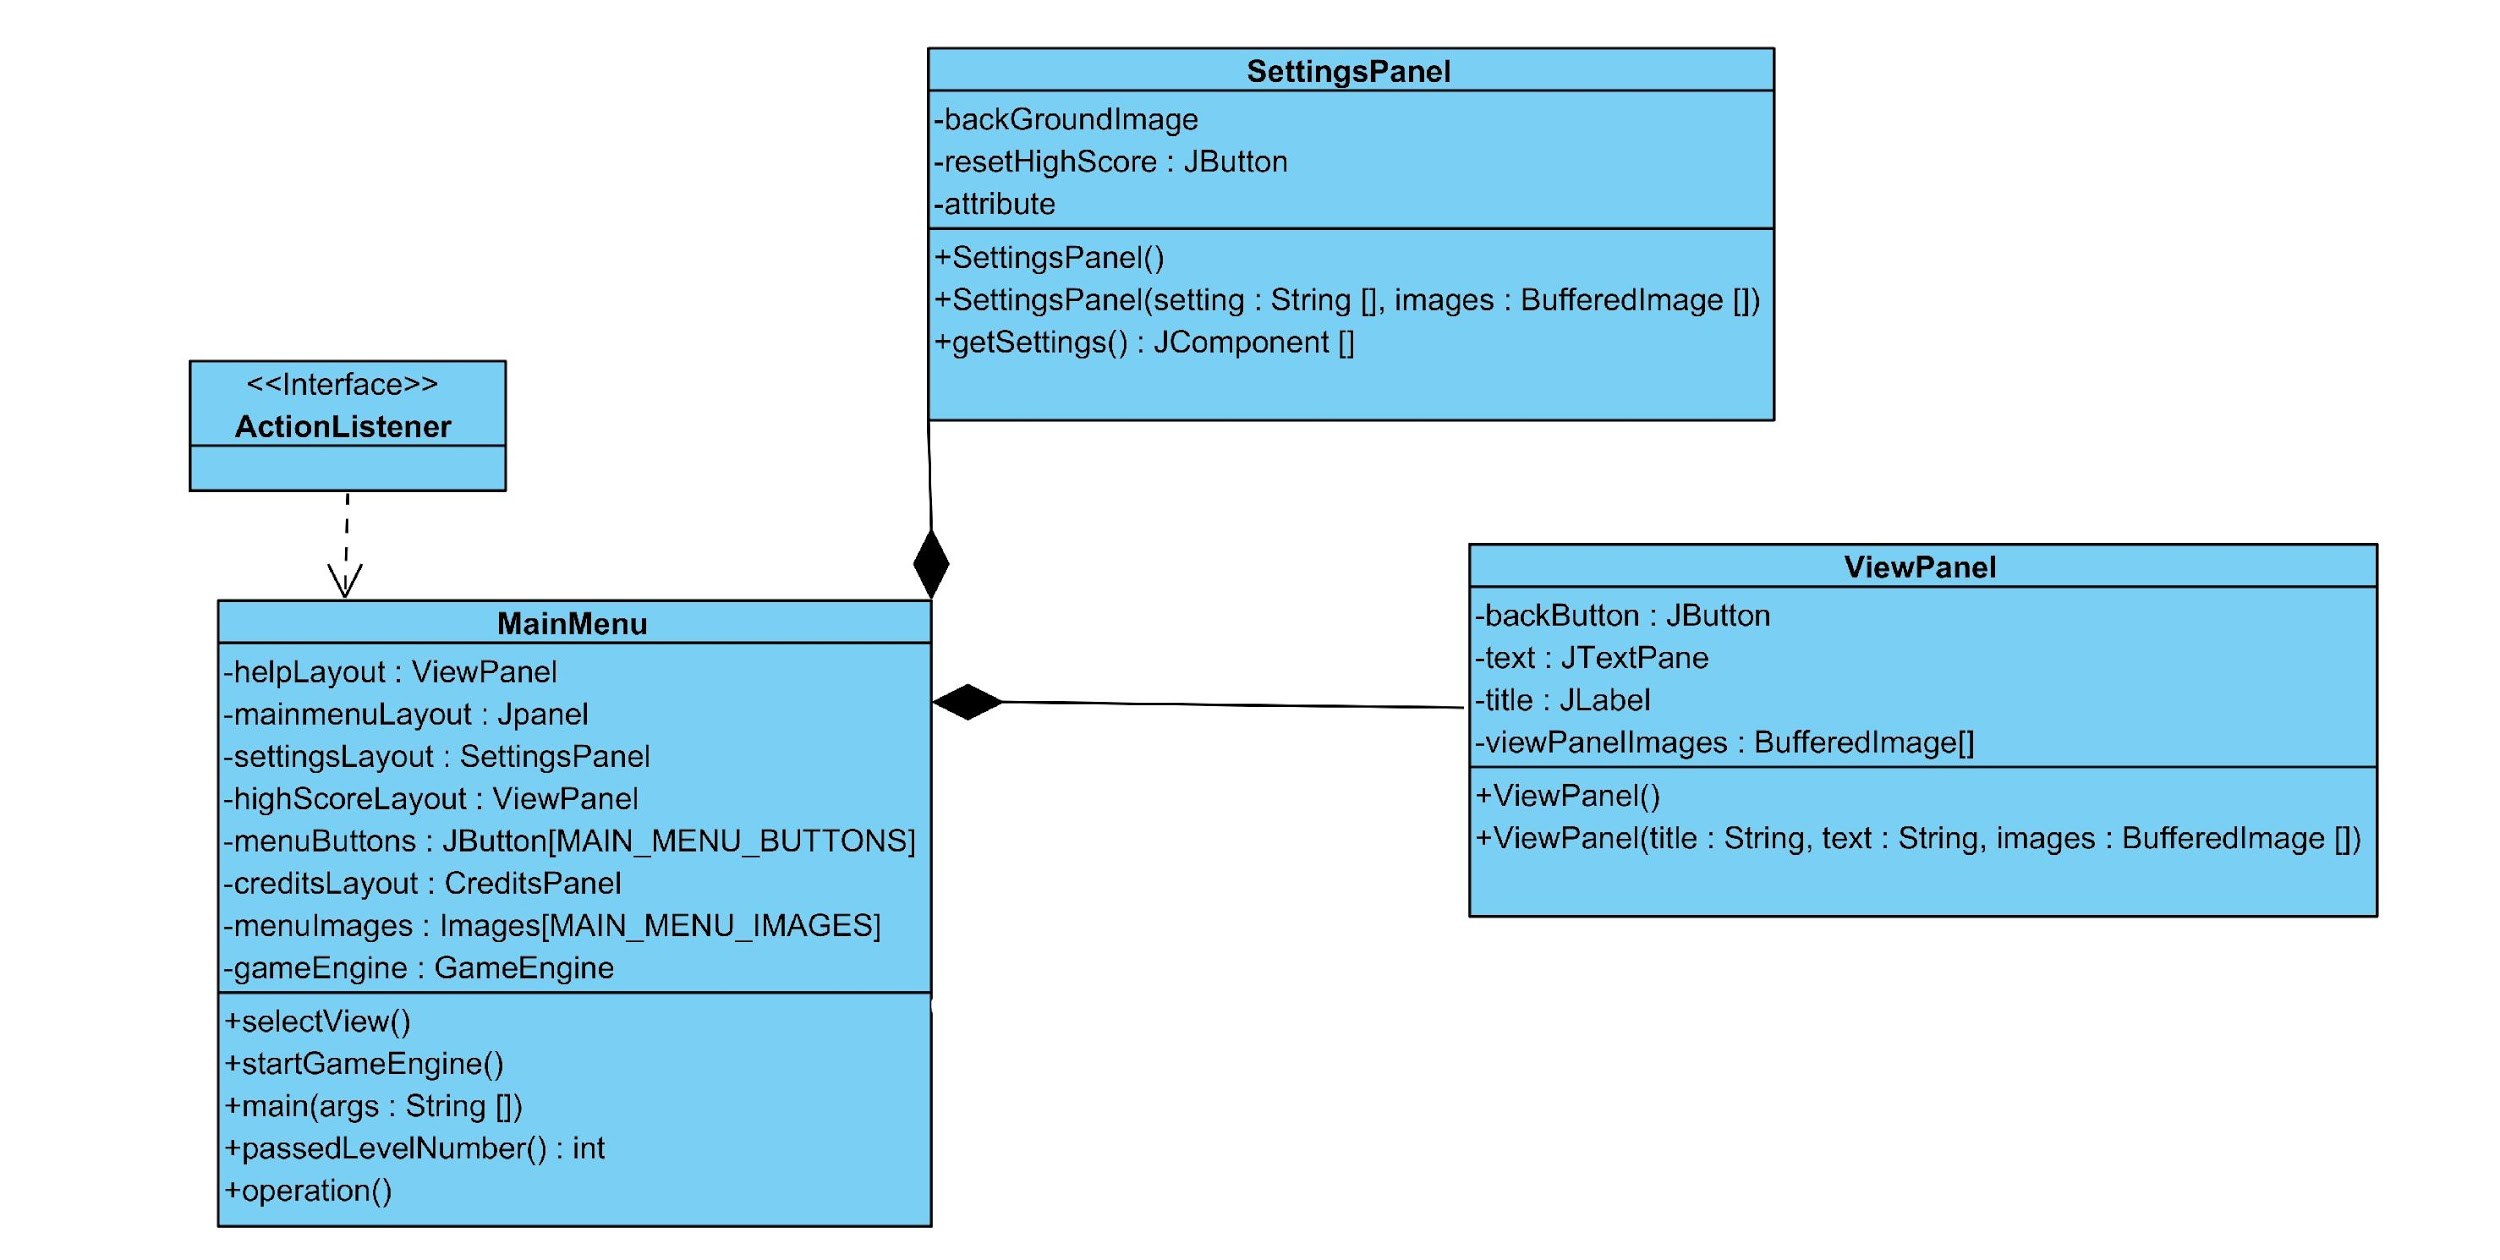 SettingsPanel
-backGroundImage
-resetHighScore : JButton
-attribute
+SettingsPanel()
+SettingsPanel(setting : String [], images : BufferedImage [])
+getSettings() : JComponent []
<<Interface>>
ActionListener
MainMenu
-helpLayout : ViewPanel
-mainmenuLayout : Jpanel
-settingsLayout : SettingsPanel
-highScoreLayout : ViewPanel
-menuButtons : JButton[MAIN_MENU_BUTTONS]
-creditsLayout : CreditsPanel
-menuImages : Images[MAIN_MENU_IMAGES]
-gameEngine : GameEngine
+selectView()
+startGameEngine()
+main(args : String [])
+passedLevelNumber() : int
+operation()
ViewPanel
-backButton : JButton
-text : JTextPane
-title : JLabel
-viewPanelImages : BufferedImage[]
+ViewPanel()
+ViewPanel(title : String, text : String, images : BufferedImage [])